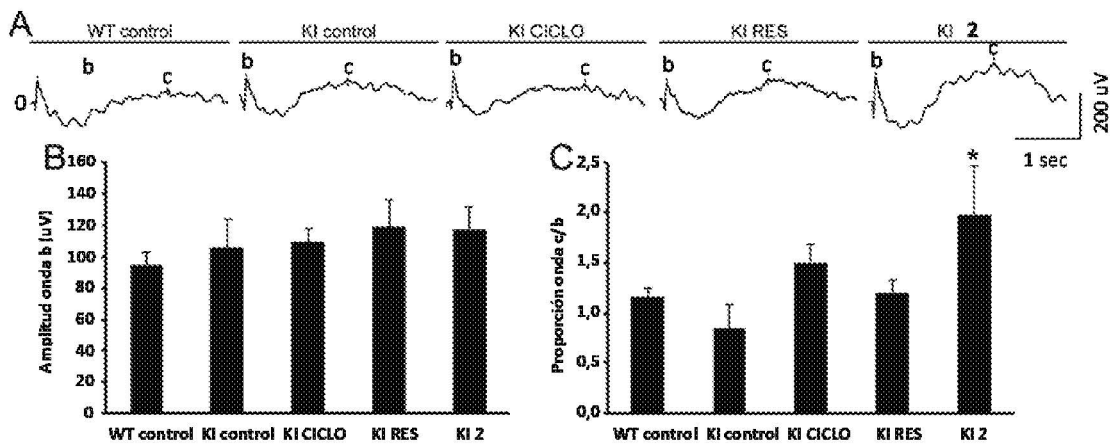 A
WT control KI control KI CICLO KI RES KI 2
b c b c b c b c b c
0
200 uV
1 sec
B
Amplitud onda b (uV)
160
140
120
100
80
60
40
20
0
WT control KI control KI CICLO KI RES KI 2
C
Proporción onda c/b
2,5
2,0
1,5
1,0
0,5
0,0
*
WT control KI control KI CICLO KI RES KI 2